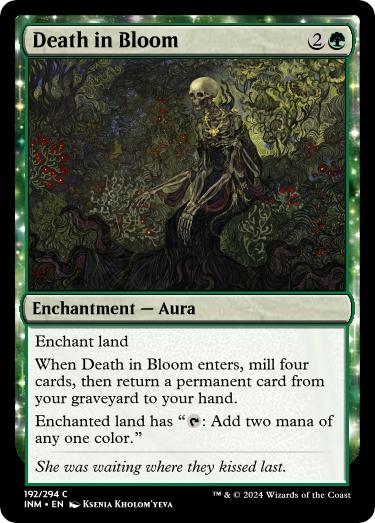 Death in Bloom 2
Enchantment — Aura
Enchant land
When Death in Bloom enters, mill four
cards, then return a permanent card from
your graveyard to your hand.
Enchanted land has “: Add two mana of
any one color.”
She was waiting where they kissed last.
192/294 C
INM • EN Ksenia Kholom'yeva
™ & © 2024 Wizards of the Coast